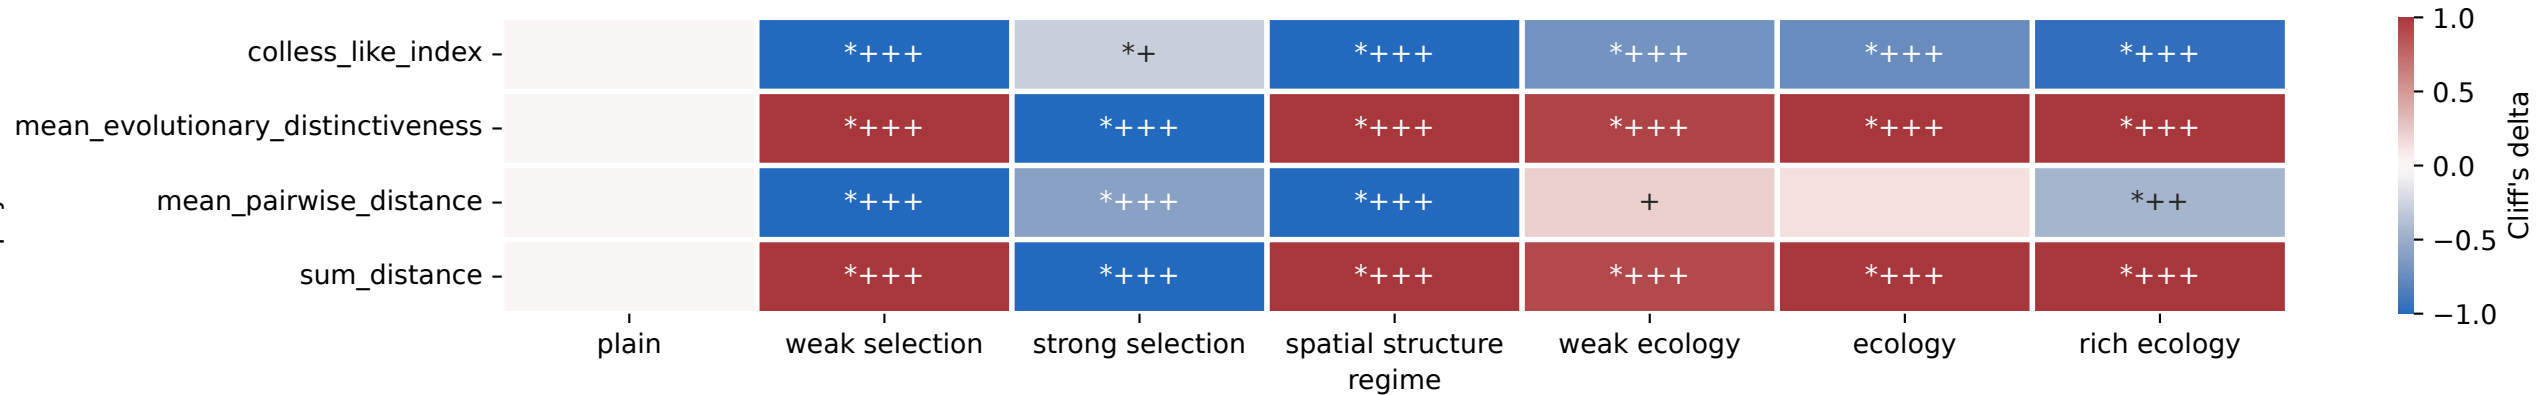 colless_like_index *+++ *+ *+++ *+++ *+++ *+++
mean_evolutionary_distinctiveness *+++ *+++ *+++ *+++ *+++ *+++
mean_pairwise_distance *+++ *+++ *+++ + *++
sum_distance *+++ *+++ *+++ *+++ *+++ *+++
plain weak selection strong selection spatial structure weak ecology ecology rich ecology
regime
1.0
0.5
0.0
−0.5
−1.0
Cliff's delta